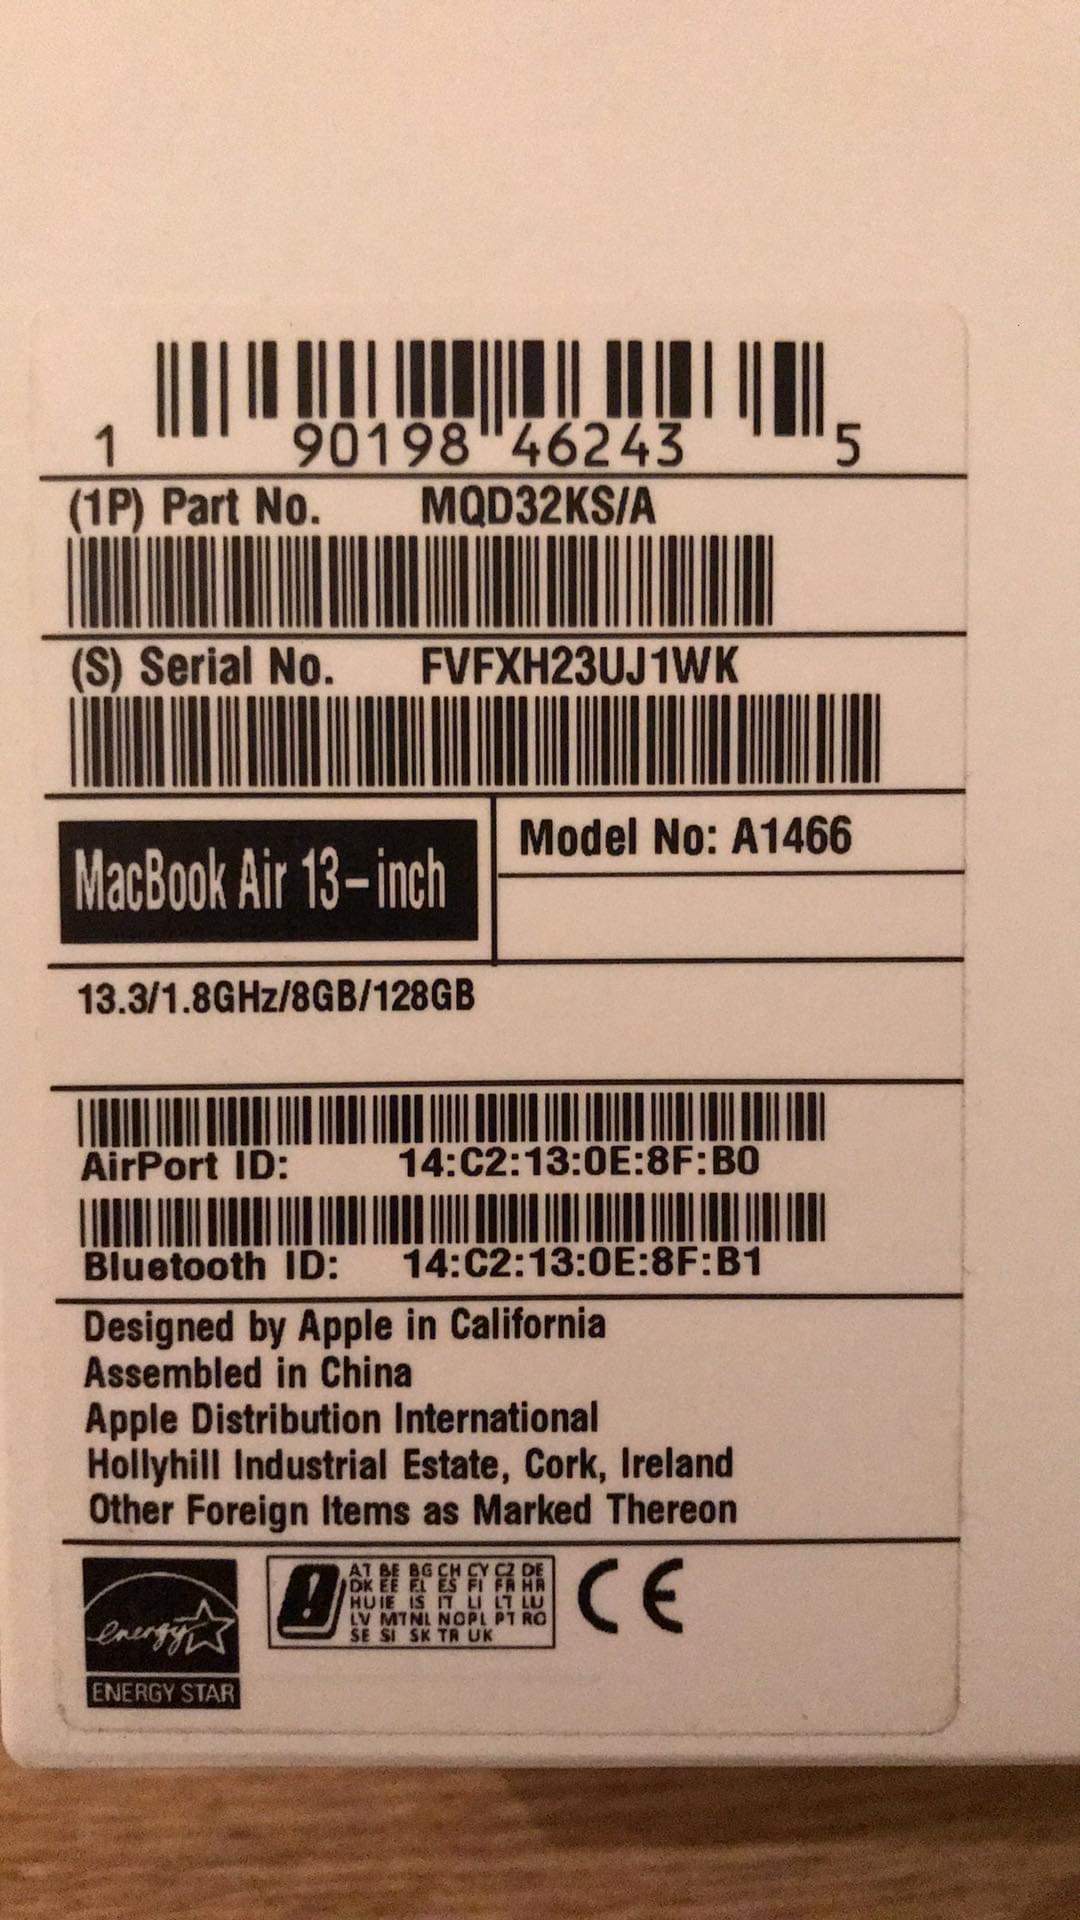 1 90198 46243 5
(1P) Part No. MQD32KS/A
(S) Serial No. FVFXH23UJ1WK
MacBook Air 13-inch
Model No: A1466
13.3/1.8GHz/8GB/128GB
AirPort ID: 14:C2:13:0E:8F:B0
Bluetooth ID: 14:C2:13:0E:8F:B1
Designed by Apple in California
Assembled in China
Apple Distribution International
Hollyhill Industrial Estate, Cork, Ireland
Other Foreign Items as Marked Thereon
energy
ENERGY STAR
AT BE BG CH CY CZ DE
DK EE EL ES FI FR HR
HU IE IS IT LI LT LU
LV MT NL NO PL PT RO
SE SI SK TR UK
CE